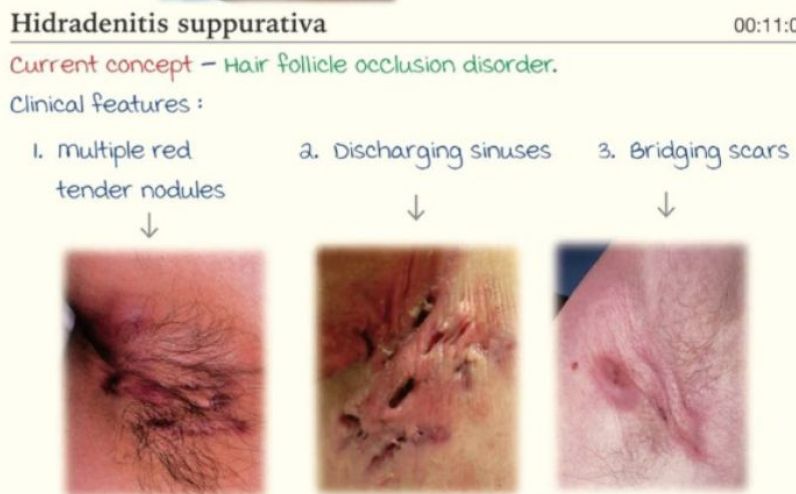 Hidradenitis suppurativa 00:11:0
Current concept – Hair follicle occlusion disorder.
Clinical features :
1. multiple red tender nodules
2. Discharging sinuses
3. Bridging scars